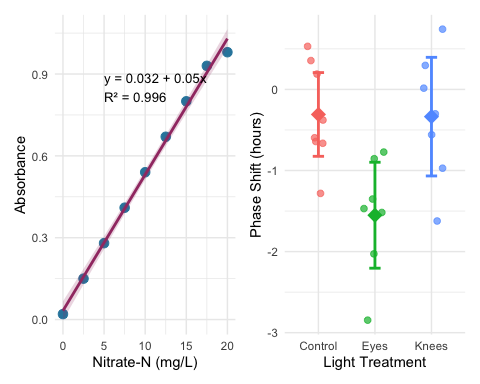 y = 0.032 + 0.05x
R² = 0.996
0.9
0.6
0.3
0.0
Absorbance
0 5 10 15 20
Nitrate-N (mg/L)
0
-1
-2
-3
Phase Shift (hours)
Control Eyes Knees
Light Treatment